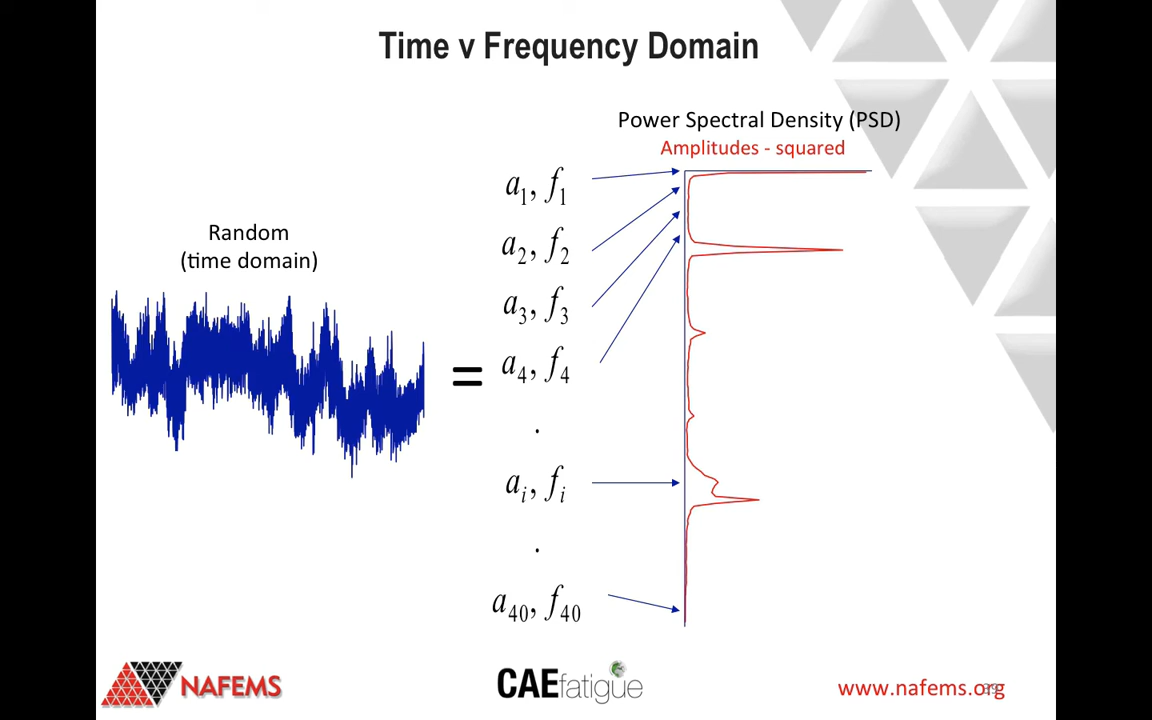 Time v Frequency Domain
Power Spectral Density (PSD)
Amplitudes - squared
Random
(time domain)
=
a₁, f₁
a₂, f₂
a₃, f₃
a₄, f₄
.
aᵢ, fᵢ
.
a₄₀, f₄₀
NAFEMS
CAEfatigue
www.nafems.org